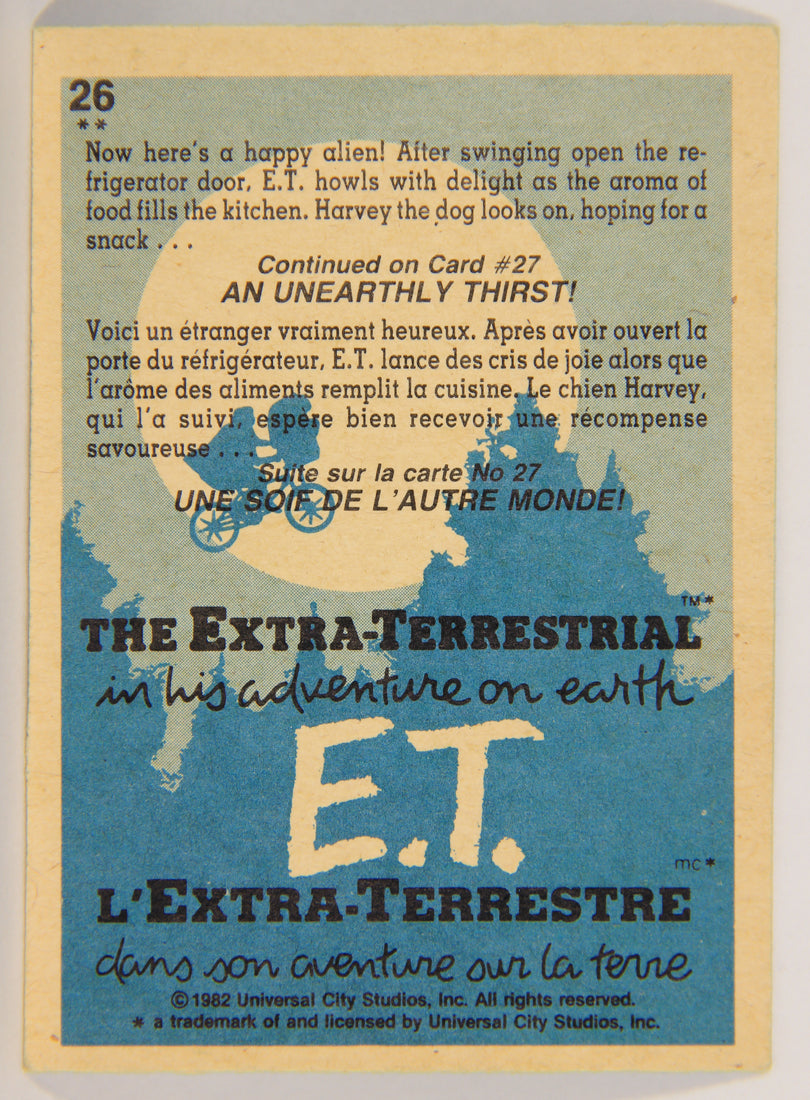 26
**
Now here's a happy alien! After swinging open the re-
frigerator door, E.T. howls with delight as the aroma of
food fills the kitchen. Harvey the dog looks on, hoping for a
snack . . .
Continued on Card #27
AN UNEARTHLY THIRST!
Voici un étranger vraiment heureux. Après avoir ouvert la
porte du réfrigérateur, E.T. lance des cris de joie alors que
l'arôme des aliments remplit la cuisine. Le chien Harvey,
qui l'a suivi, espère bien recevoir une récompense
savoureuse . . .
Suite sur la carte No 27
UNE SOIF DE L'AUTRE MONDE!
THE EXTRA-TERRESTRIAL TM*
in his adventure on earth
E.T.
mc*
L'EXTRA-TERRESTRE
dans son aventure sur la terre
©1982 Universal City Studios, Inc. All rights reserved.
* a trademark of and licensed by Universal City Studios, Inc.